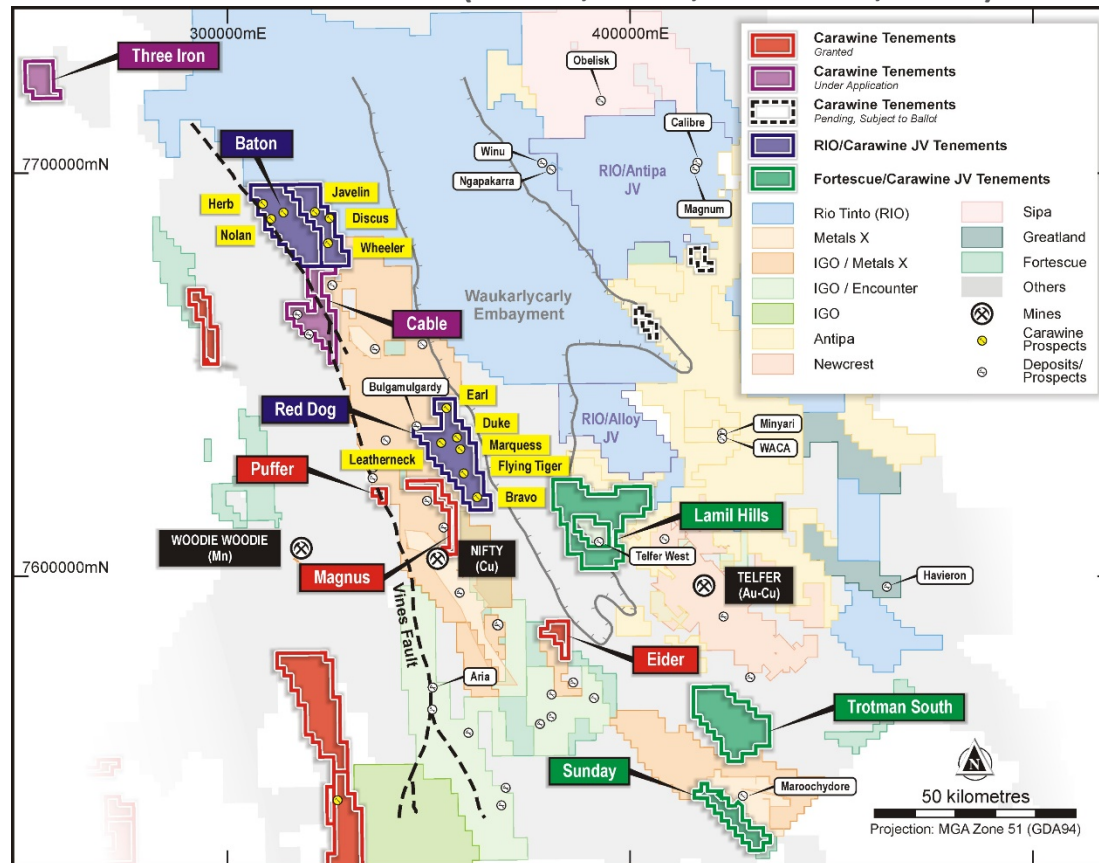 300000mE
400000mE
7700000mN
7600000mN
Three Iron
Baton
Herb
Nolan
Javelin
Discus
Wheeler
Cable
Obelisk
Winu
Ngapakarra
Calibre
Magnum
RIO/Antipa
JV
Waukarlycarly
Embayment
Bulgamulgardy
Red Dog
Earl
Duke
Marquess
Leatherneck
Flying Tiger
Bravo
Puffer
RIO/Alloy
JV
Minyari
WACA
Lamil Hills
Telfer West
WOODIE WOODIE
(Mn)
Magnus
NIFTY
(Cu)
TELFER
(Au-Cu)
Havieron
Vines Fault
Eider
Aria
Trotman South
Sunday
Maroochydore
Carawine Tenements
Granted
Carawine Tenements
Under Application
Carawine Tenements
Pending, Subject to Ballot
RIO/Carawine JV Tenements
Fortescue/Carawine JV Tenements
Rio Tinto (RIO)
Metals X
IGO / Metals X
IGO / Encounter
IGO
Antipa
Newcrest
Sipa
Greatland
Fortescue
Others
Mines
Carawine
Prospects
Deposits/
Prospects
N
50 kilometres
Projection: MGA Zone 51 (GDA94)